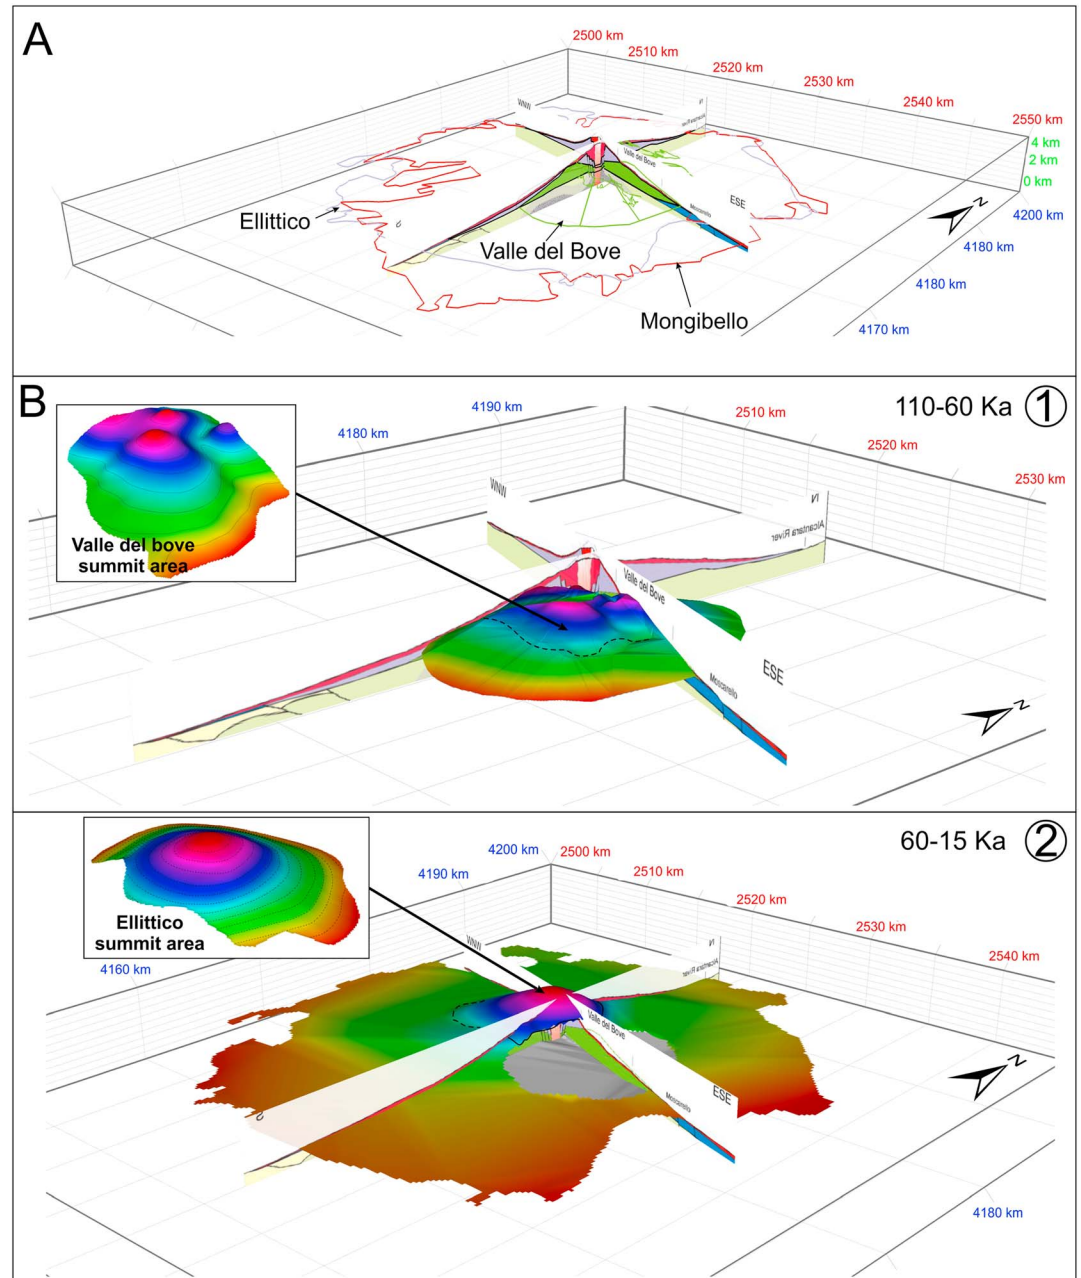 A
2500 km
2510 km
2520 km
2530 km
2540 km
2550 km
4 km
2 km
0 km
4200 km
4180 km
4180 km
4170 km
N
WNW
N
Alcantara River
Valle del Bove
ESE
Moscarello
Ellittico
Valle del Bove
Mongibello
B
110-60 Ka
1
4190 km
4180 km
2510 km
2520 km
2530 km
Valle del bove
summit area
WNW
N
Alcantara River
Valle del Bove
ESE
Moscarello
N
60-15 Ka
2
4200 km
2500 km
4190 km
2510 km
2520 km
2530 km
2540 km
4160 km
Ellittico
summit area
WNW
N
Alcantara River
Valle del Bove
ESE
Moscarello
N
4180 km